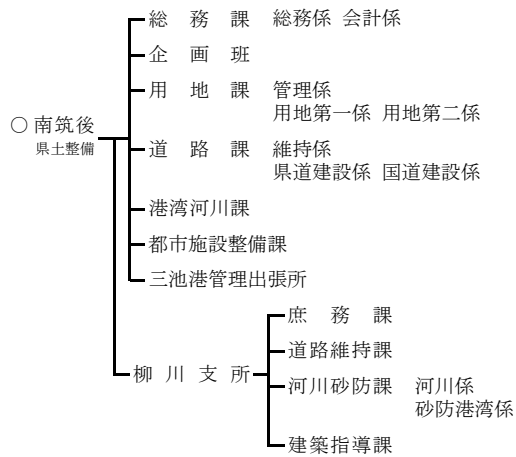 総務課 総務係 会計係
企画班
用地課 管理係
用地第一係 用地第二係
○南筑後
県土整備
道路課 維持係
県道建設係 国道建設係
港湾河川課
都市施設整備課
三池港管理出張所
柳川支所
庶務課
道路維持課
河川砂防課 河川係
砂防港湾係
建築指導課